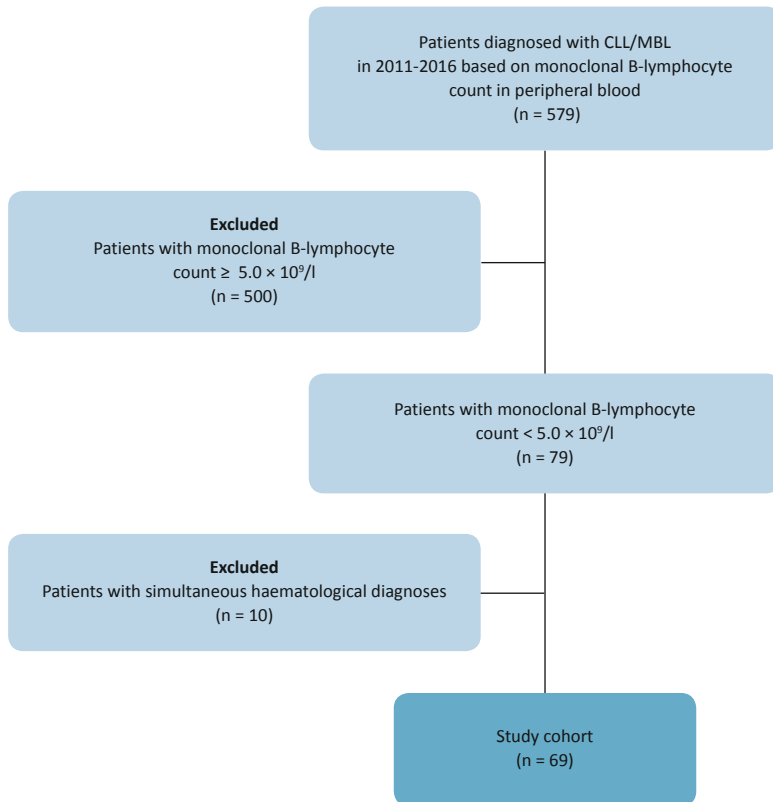 Patients diagnosed with CLL/MBL
in 2011-2016 based on monoclonal B-lymphocyte
count in peripheral blood
(n = 579)
Excluded
Patients with monoclonal B-lymphocyte
count ≥ 5.0 × 10⁹/l
(n = 500)
Patients with monoclonal B-lymphocyte
count < 5.0 × 10⁹/l
(n = 79)
Excluded
Patients with simultaneous haematological diagnoses
(n = 10)
Study cohort
(n = 69)